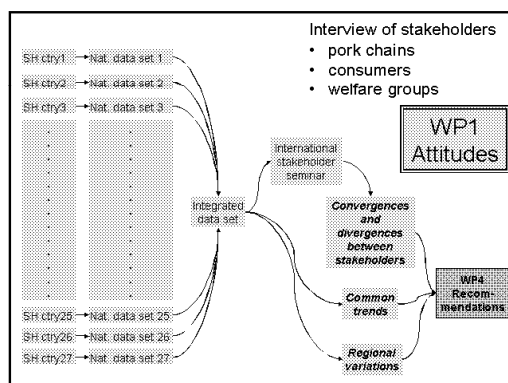 Interview of stakeholders
• pork chains
• consumers
• welfare groups
WP1
Attitudes
SH ctry1 Nat. data set 1
SH ctry2 Nat. data set 2
SH ctry3 Nat. data set 3
SH ctry25 Nat. data set 25
SH ctry26 Nat. data set 26
SH ctry27 Nat. data set 27
Integrated
data set
International
stakeholder
seminar
Convergences
and
divergences
between
stakeholders
Common
trends
Regional
variations
WP4
Recom-
mendations